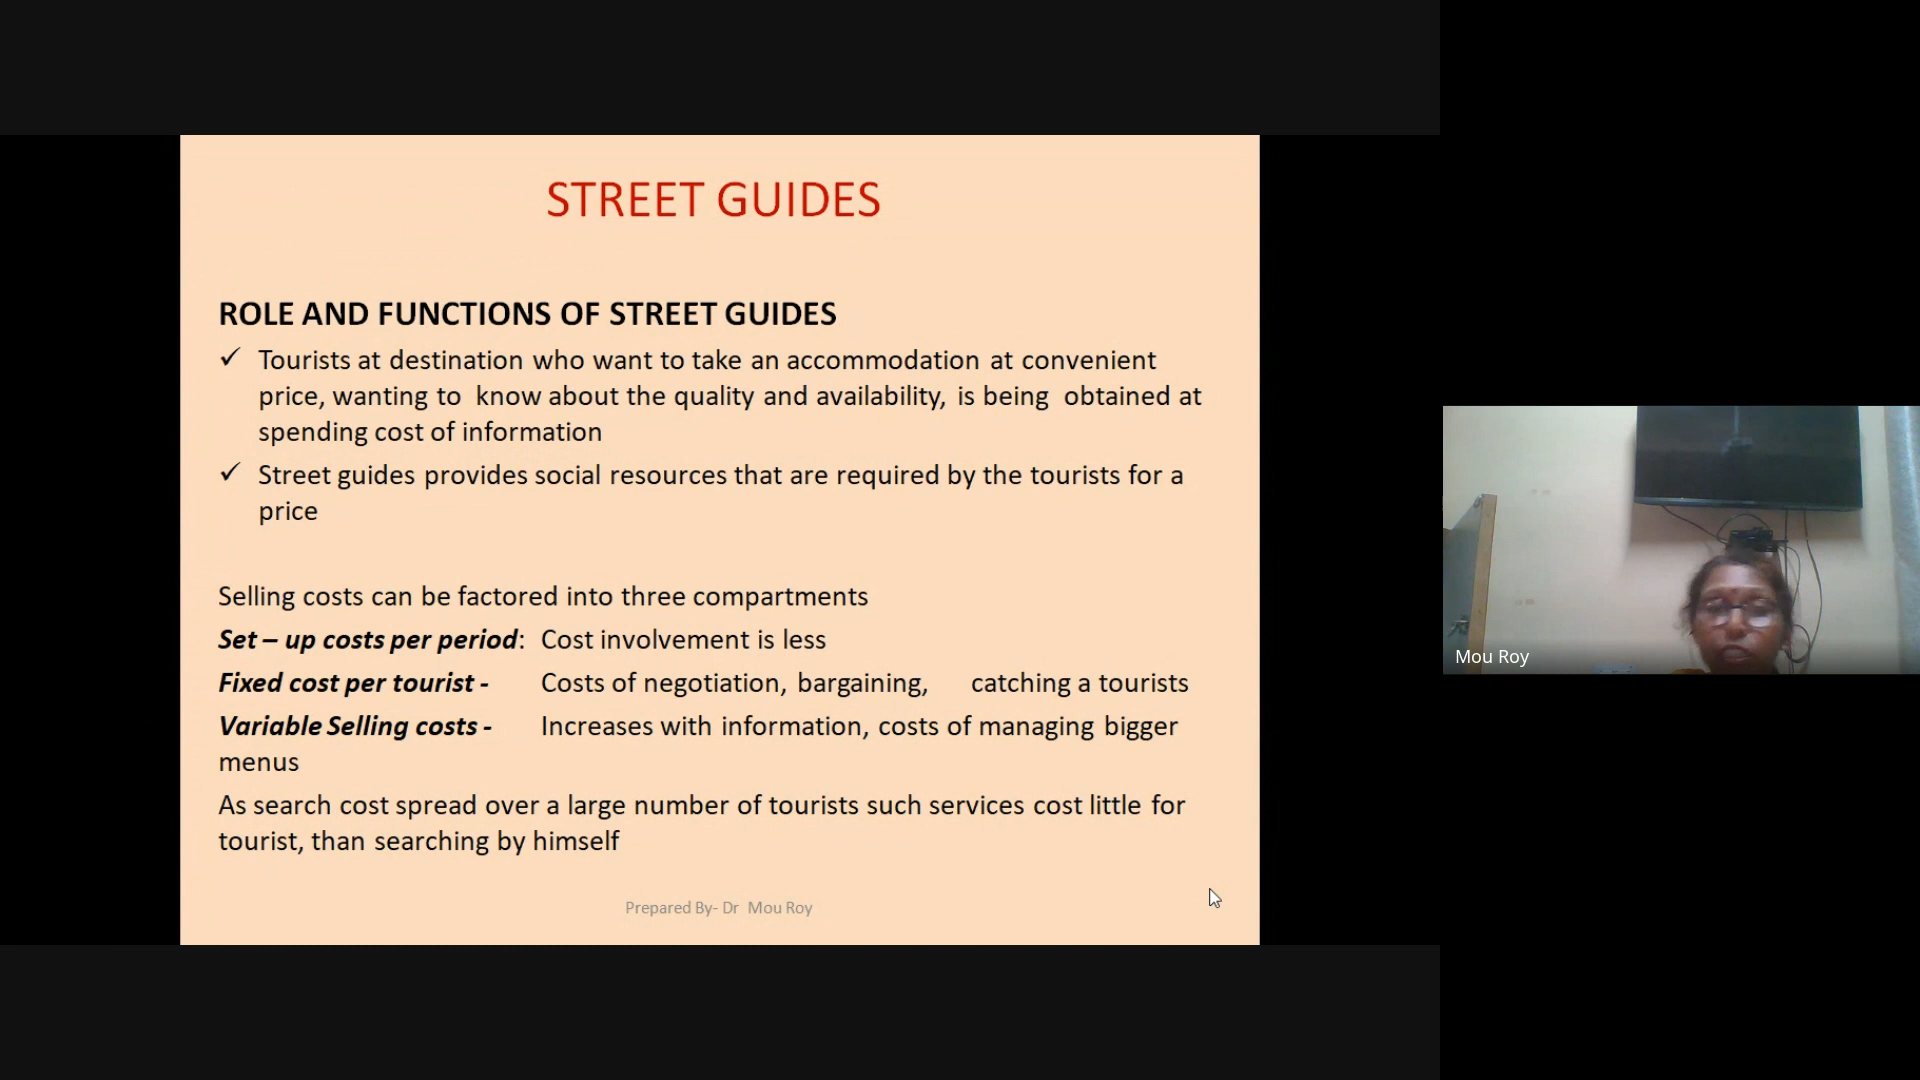 STREET GUIDES
ROLE AND FUNCTIONS OF STREET GUIDES
✓ Tourists at destination who want to take an accommodation at convenient
price, wanting to know about the quality and availability, is being obtained at
spending cost of information
✓ Street guides provides social resources that are required by the tourists for a
price
Selling costs can be factored into three compartments
Set – up costs per period: Cost involvement is less
Fixed cost per tourist - Costs of negotiation, bargaining, catching a tourists
Variable Selling costs - Increases with information, costs of managing bigger
menus
As search cost spread over a large number of tourists such services cost little for
tourist, than searching by himself
Prepared By- Dr Mou Roy
Mou Roy